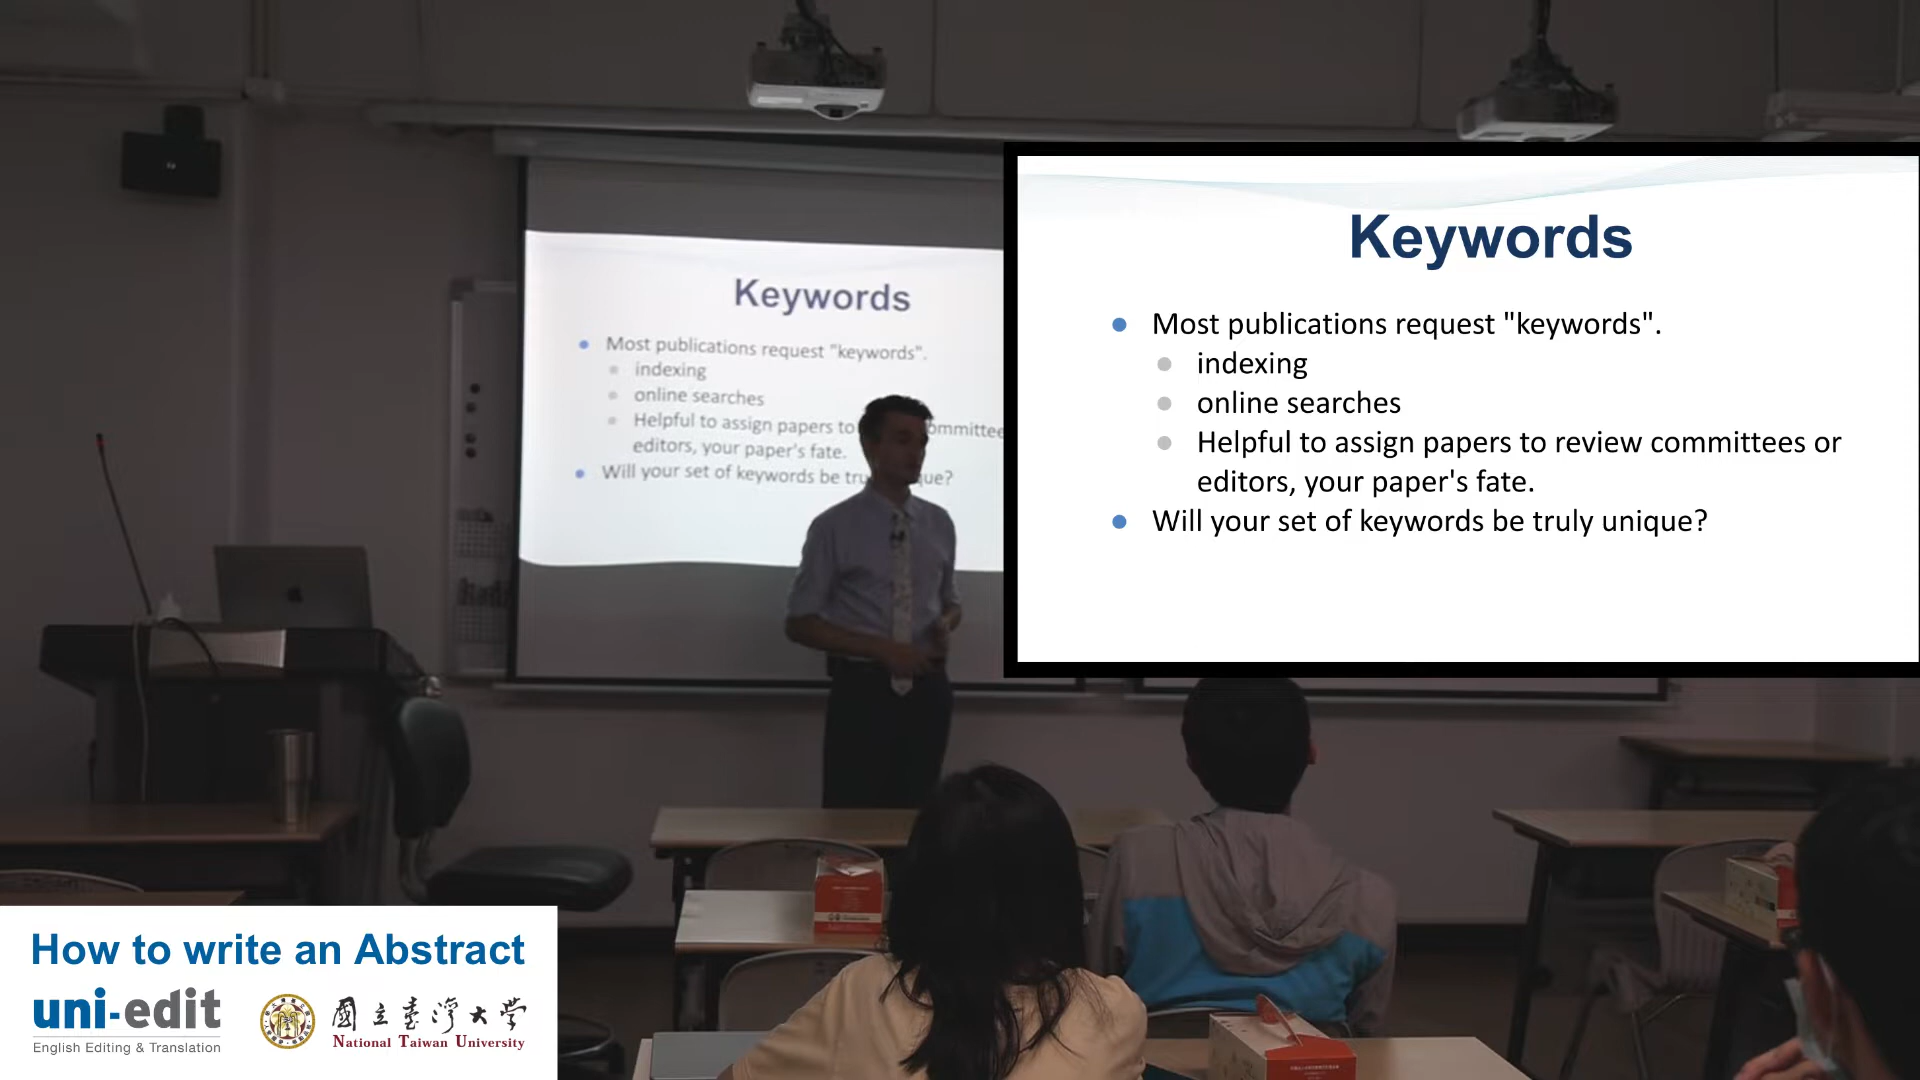 Keywords
Most publications request "keywords".
indexing
online searches
Helpful to assign papers to
ommittee
editors, your paper's fate.
Will your set of keywords be tru
que?
Keywords
Most publications request "keywords".
indexing
online searches
Helpful to assign papers to review committees or
editors, your paper's fate.
Will your set of keywords be truly unique?
How to write an Abstract
uni-edit
English Editing & Translation
國立臺灣大學
National Taiwan University